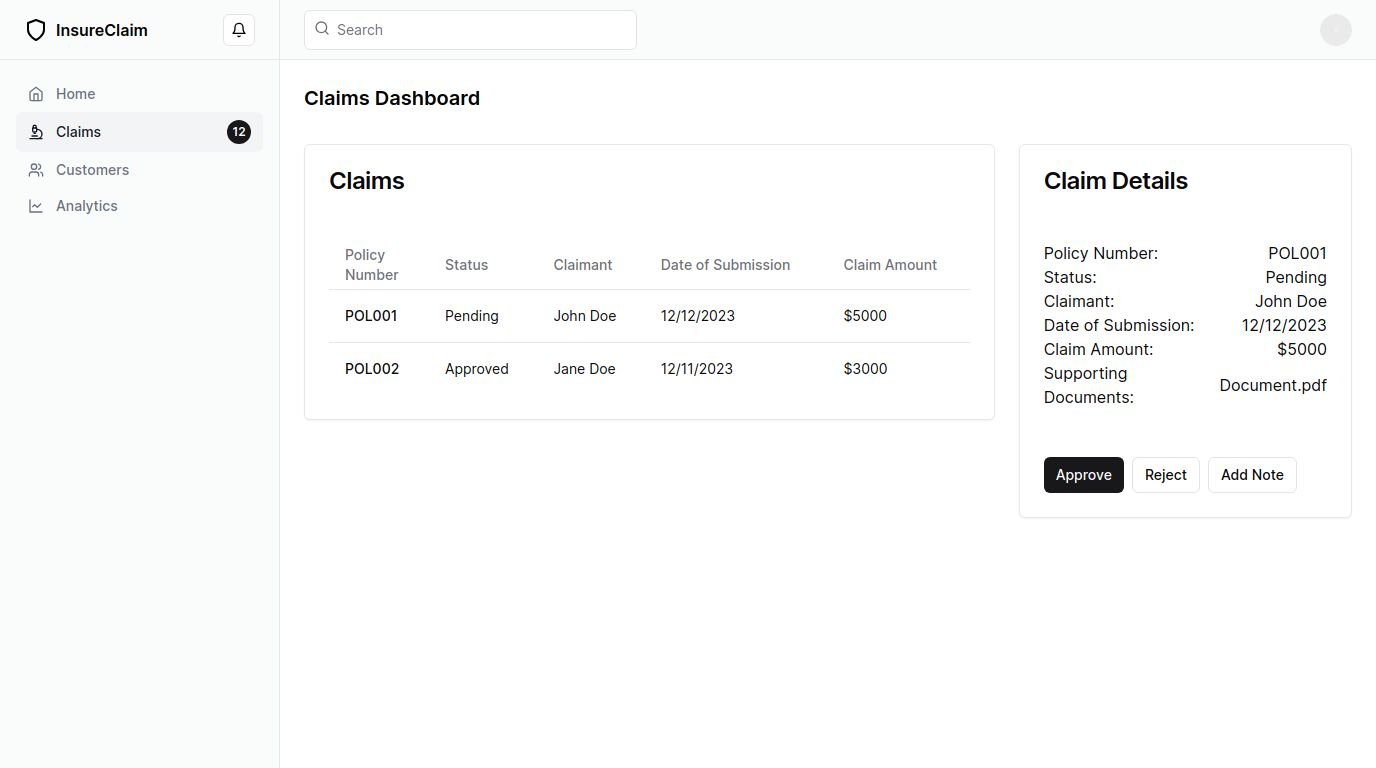 InsureClaim
Search
Home
Claims 12
Customers
Analytics
Claims Dashboard
Claims
Policy Number Status Claimant Date of Submission Claim Amount
POL001 Pending John Doe 12/12/2023 $5000
POL002 Approved Jane Doe 12/11/2023 $3000
Claim Details
Policy Number: POL001
Status: Pending
Claimant: John Doe
Date of Submission: 12/12/2023
Claim Amount: $5000
Supporting
Documents: Document.pdf
Approve Reject Add Note